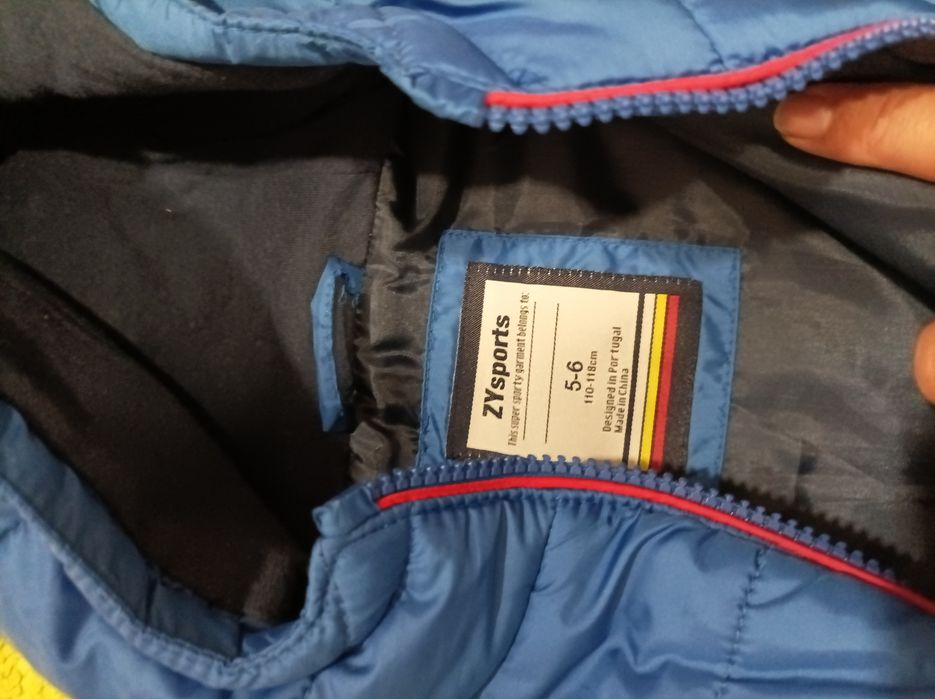 ZYsports
This super sporty garment belongs to:
5-6
110-118cm
Designed in Portugal
Made in China